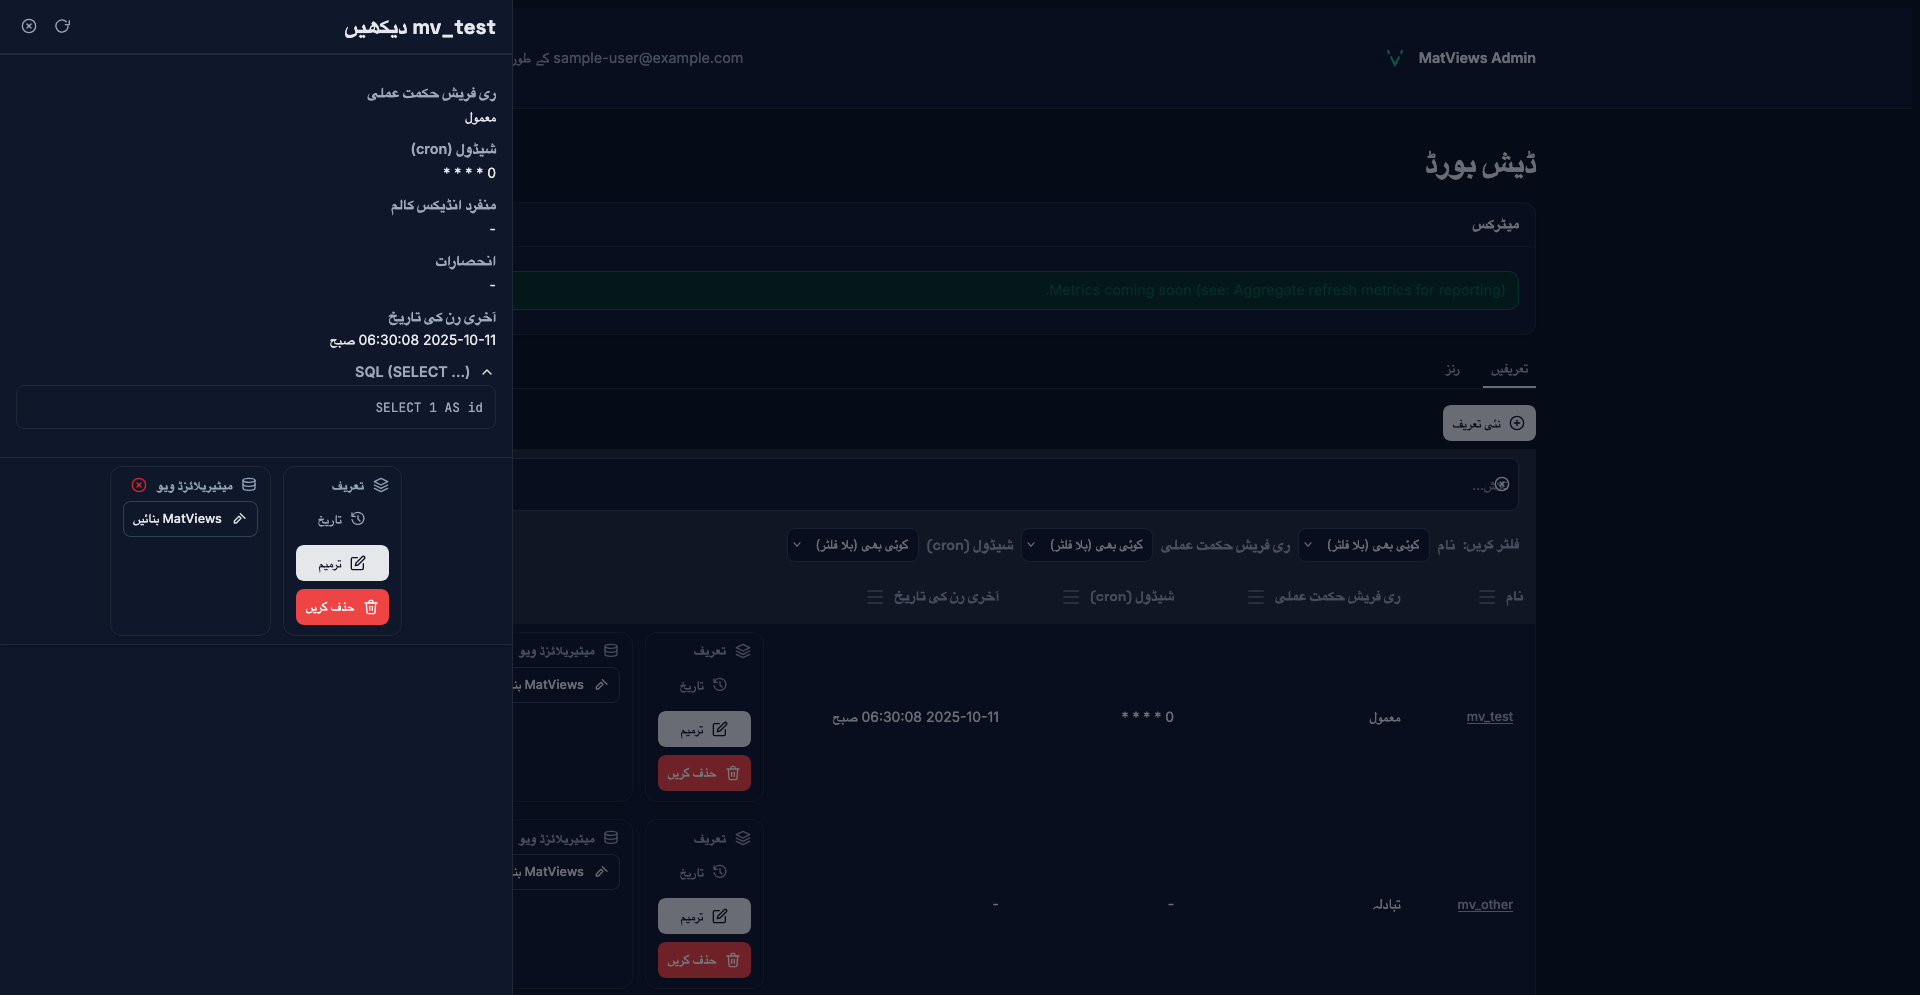 mv_test دیکھیں
ری فریش حکمت عملی
معمول
شیڈول (cron)
0 * * * *
منفرد انڈیکس کالم
-
انحصارات
-
آخری رن کی تاریخ
2025-10-11 06:30:08 صبح
SQL (SELECT ...)
SELECT 1 AS id
تعریف
تاریخ
ترمیم
حذف کریں
میٹیریلائزڈ ویو
MatViews بنائیں
MatViews Admin
sample-user@example.com کے طور
ڈیش بورڈ
میٹرکس
Metrics coming soon (see: Aggregate refresh metrics for reporting).
تعریفیں
رنز
نئی تعریف
فلٹر کریں: نام کوئی بھی (بلا فلٹر) ری فریش حکمت عملی کوئی بھی (بلا فلٹر) شیڈول (cron) کوئی بھی (بلا فلٹر)
نام ری فریش حکمت عملی شیڈول (cron) آخری رن کی تاریخ
mv_test معمول 0 * * * * 2025-10-11 06:30:08 صبح
تعریف
تاریخ
ترمیم
حذف کریں
میٹیریلائزڈ ویو
MatViews
mv_other تبادلہ - -
تعریف
تاریخ
ترمیم
حذف کریں
میٹیریلائزڈ ویو
MatViews